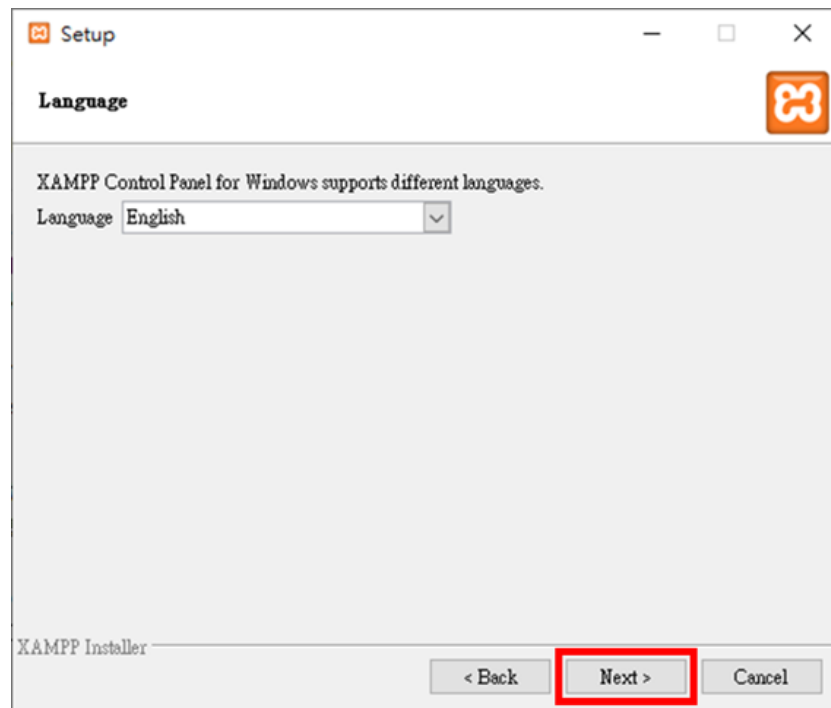 Setup
Language
XAMPP Control Panel for Windows supports different languages.
Language English
XAMPP Installer
< Back Next > Cancel